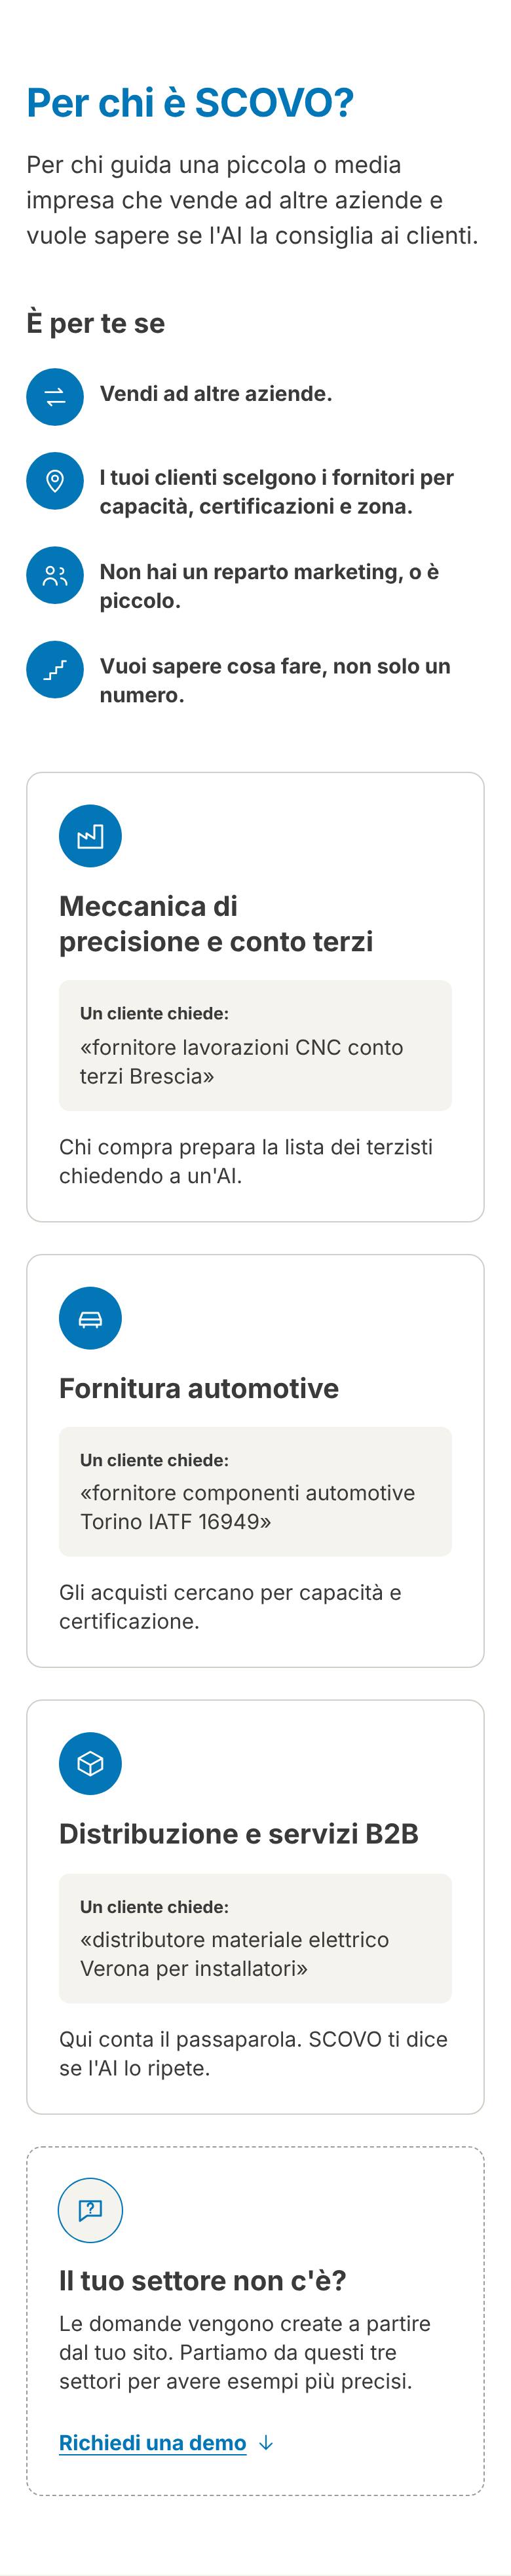 Per chi è SCOVO?
Per chi guida una piccola o media
impresa che vende ad altre aziende e
vuole sapere se l'AI la consiglia ai clienti.
È per te se
Vendi ad altre aziende.
I tuoi clienti scelgono i fornitori per
capacità, certificazioni e zona.
Non hai un reparto marketing, o è
piccolo.
Vuoi sapere cosa fare, non solo un
numero.
Meccanica di
precisione e conto terzi
Un cliente chiede:
«fornitore lavorazioni CNC conto
terzi Brescia»
Chi compra prepara la lista dei terzisti
chiedendo a un'AI.
Fornitura automotive
Un cliente chiede:
«fornitore componenti automotive
Torino IATF 16949»
Gli acquisti cercano per capacità e
certificazione.
Distribuzione e servizi B2B
Un cliente chiede:
«distributore materiale elettrico
Verona per installatori»
Qui conta il passaparola. SCOVO ti dice
se l'AI lo ripete.
?
Il tuo settore non c'è?
Le domande vengono create a partire
dal tuo sito. Partiamo da questi tre
settori per avere esempi più precisi.
Richiedi una demo ↓